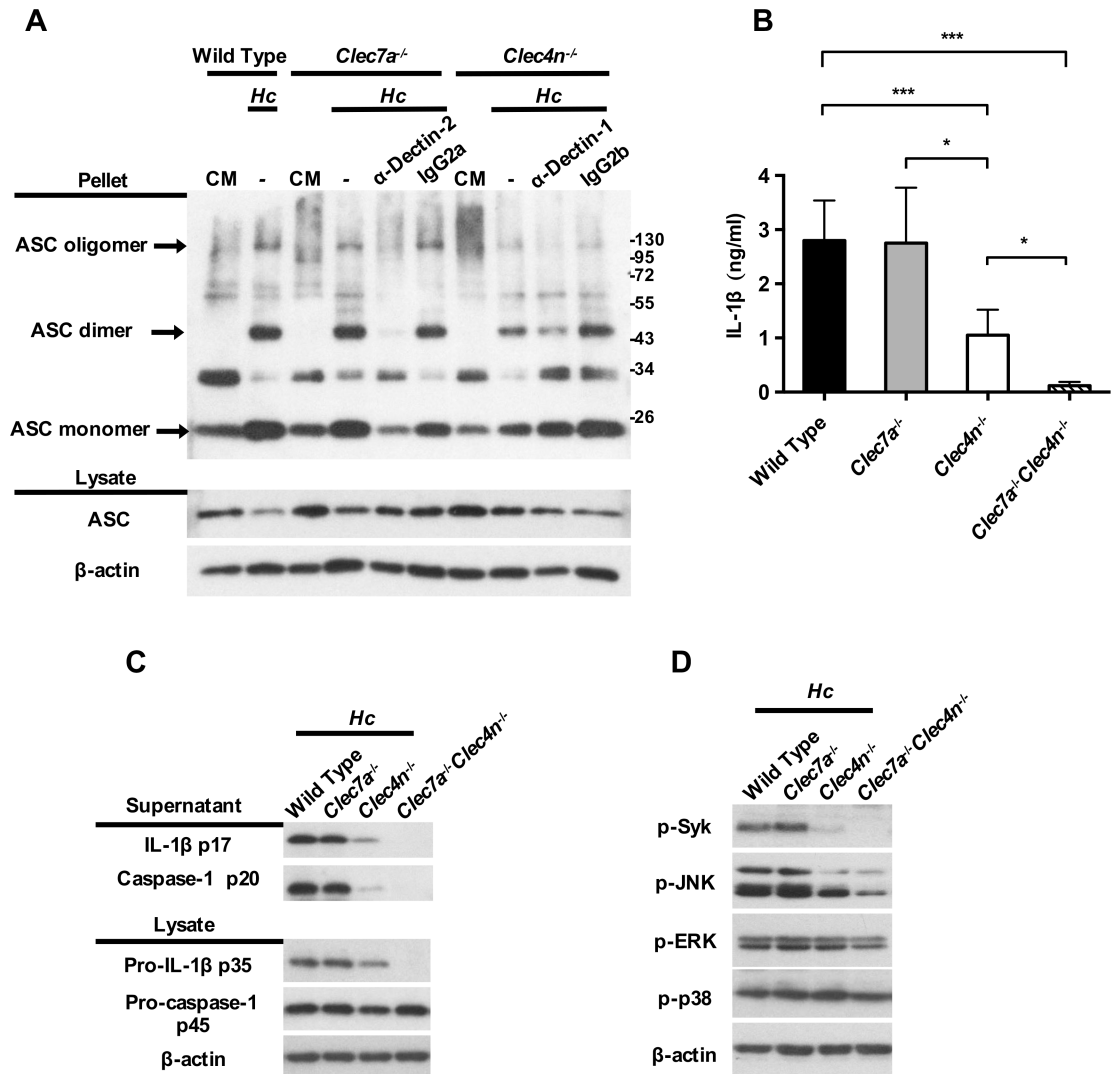 A
Wild Type Clec7a-/- Clec4n-/-
Hc Hc Hc
Pellet CM - CM - α-Dectin-2 IgG2a CM - α-Dectin-1 IgG2b
ASC oligomer
-130
-95
-72
-55
ASC dimer
-43
-34
ASC monomer
-26
Lysate
ASC
β-actin
B
***
***
*
*
IL-1β (ng/ml)
4
3
2
1
0
Wild Type
Clec7a-/-
Clec4n-/-
Clec7a-/-Clec4n-/-
C
Hc
Wild Type Clec7a-/- Clec4n-/- Clec7a-/-Clec4n-/-
Supernatant
IL-1β p17
Caspase-1 p20
Lysate
Pro-IL-1β p35
Pro-caspase-1
p45
β-actin
D
Hc
Wild Type Clec7a-/- Clec4n-/- Clec7a-/-Clec4n-/-
p-Syk
p-JNK
p-ERK
p-p38
β-actin